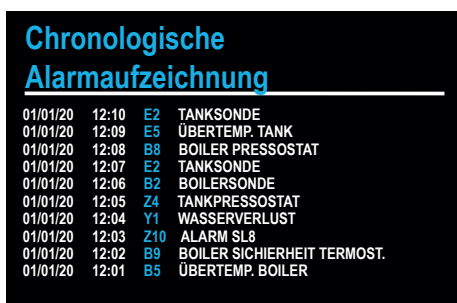 Chronologische
Alarmaufzeichnung
01/01/20 12:10 E2 TANKSONDE
01/01/20 12:09 E5 ÜBERTEMP. TANK
01/01/20 12:08 B8 BOILER PRESSOSTAT
01/01/20 12:07 E2 TANKSONDE
01/01/20 12:06 B2 BOILERSONDE
01/01/20 12:05 Z4 TANKPRESSOSTAT
01/01/20 12:04 Y1 WASSERVERLUST
01/01/20 12:03 Z10 ALARM SL8
01/01/20 12:02 B9 BOILER SICHIERHEIT TERMOST.
01/01/20 12:01 B5 ÜBERTEMP. BOILER